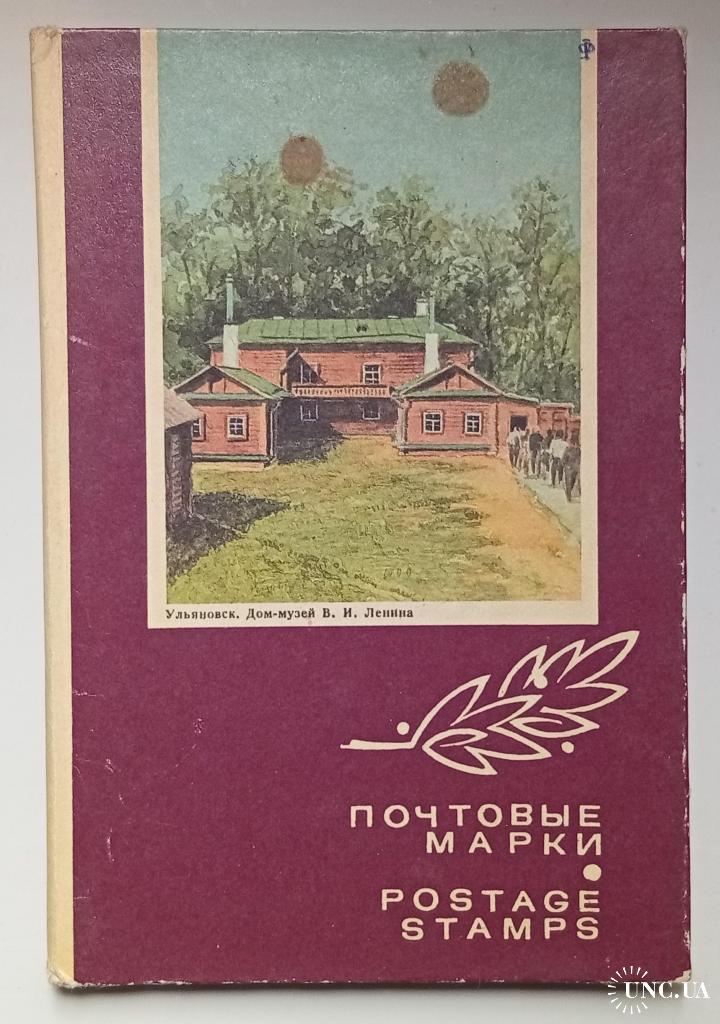 Ф
Ульяновск. Дом-музей В. И. Ленина
ПОЧТОВЫЕ
МАРКИ
POSTAGE
STAMPS
UNC.UA